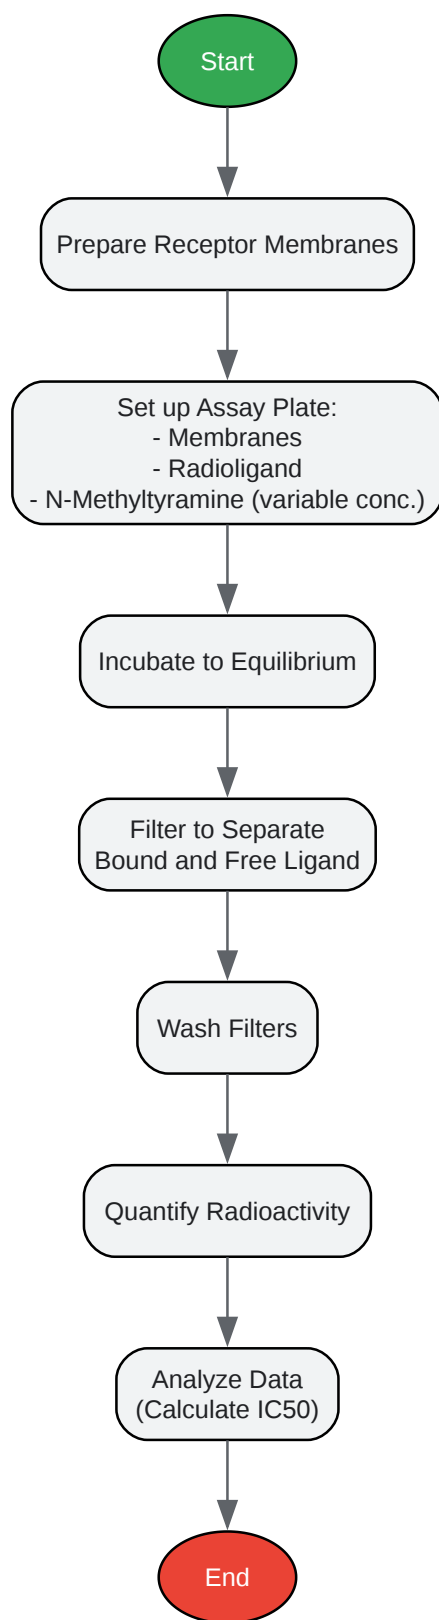 Start
Prepare Receptor Membranes
Set up Assay Plate:
- Membranes
- Radioligand
- N-Methyltyramine (variable conc.)
Incubate to Equilibrium
Filter to Separate
Bound and Free Ligand
Wash Filters
Quantify Radioactivity
Analyze Data
(Calculate IC50)
End